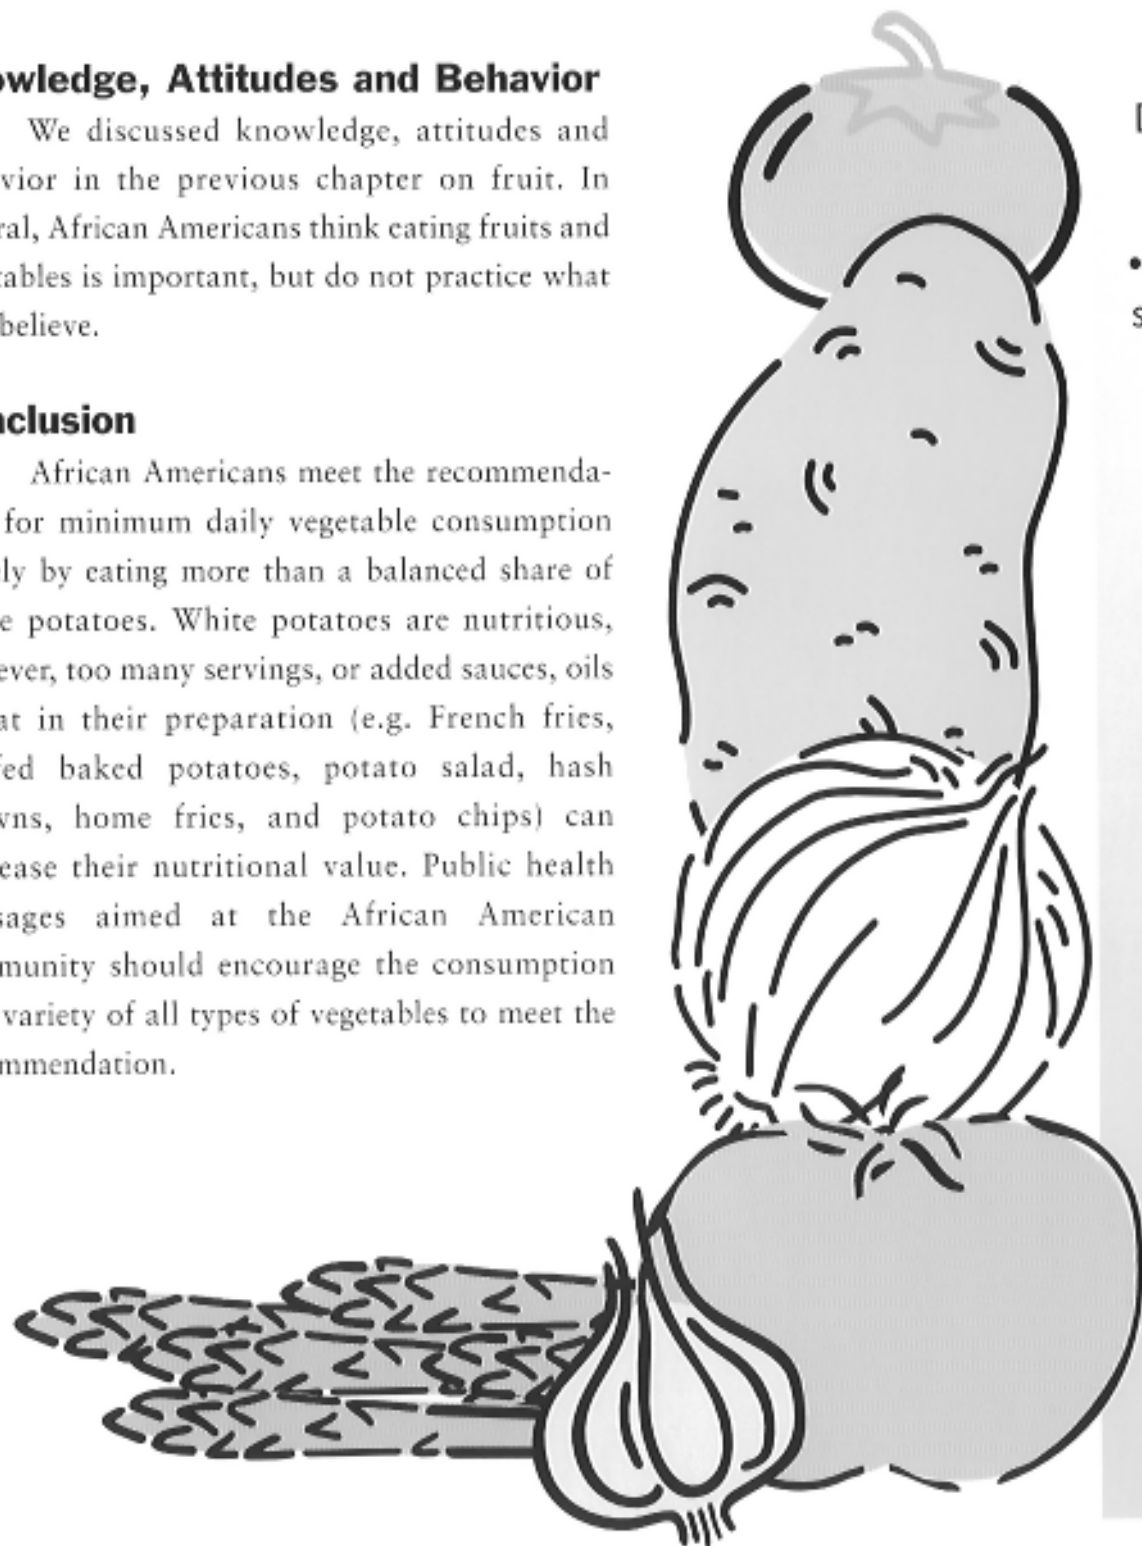 owledge, Attitudes and Behavior
We discussed knowledge, attitudes and
vior in the previous chapter on fruit. In
ral, African Americans think eating fruits and
tables is important, but do not practice what
believe.
nclusion
African Americans meet the recommenda-
for minimum daily vegetable consumption
ly by eating more than a balanced share of
e potatoes. White potatoes are nutritious,
ever, too many servings, or added sauces, oils
at in their preparation (e.g. French fries,
ed baked potatoes, potato salad, hash
wns, home fries, and potato chips) can
ease their nutritional value. Public health
sages aimed at the African American
munity should encourage the consumption
variety of all types of vegetables to meet the
mmendation.